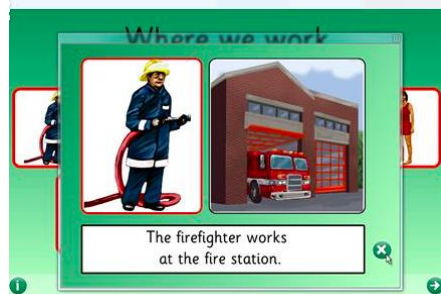 Where we work
The firefighter works
at the fire station.